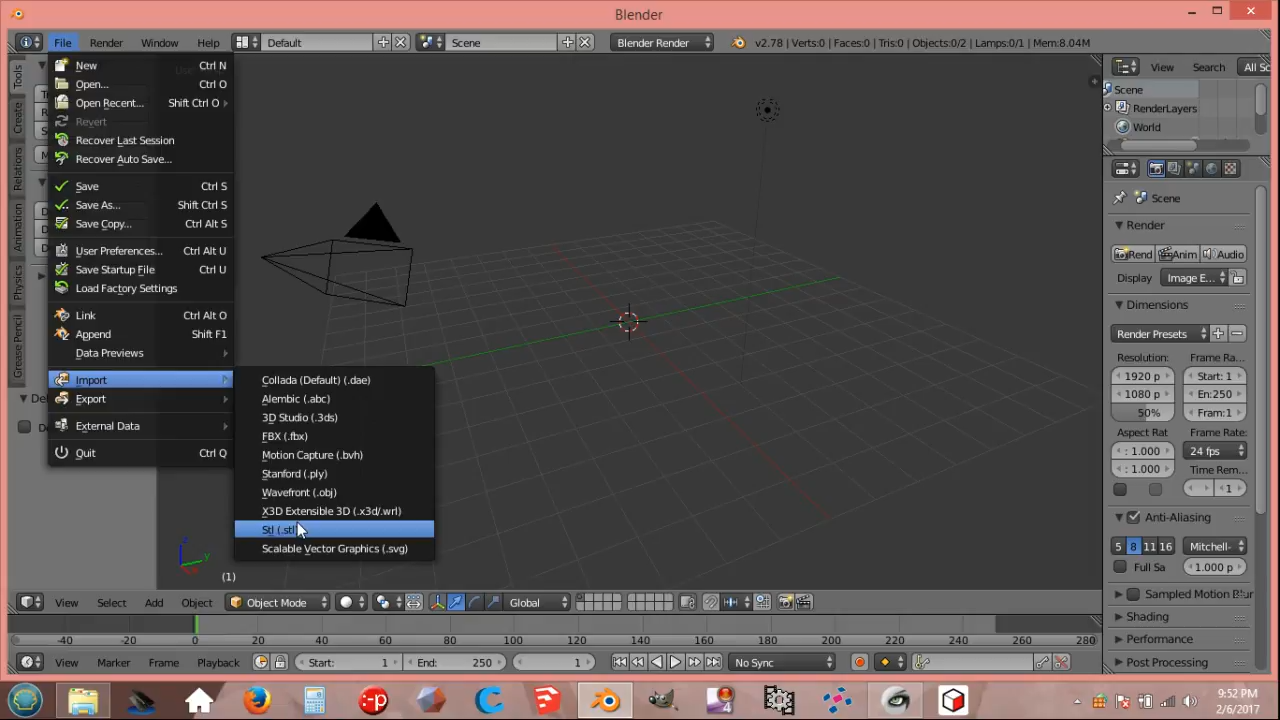 Blender
File Render Window Help Default Scene Blender Render v2.78 | Verts:0 | Faces:0 | Tris:0 | Objects:0/2 | Lamps:0/1 | Mem:8.04M
New Ctrl N
Open... Ctrl O
Open Recent... Shift Ctrl O
Revert
Recover Last Session
Recover Auto Save...
Save Ctrl S
Save As... Shift Ctrl S
Save Copy... Ctrl Alt S
User Preferences... Ctrl Alt U
Save Startup File Ctrl U
Load Factory Settings
Link Ctrl Alt O
Append Shift F1
Data Previews
Import
Export
External Data
Quit Ctrl Q
Collada (Default) (.dae)
Alembic (.abc)
3D Studio (.3ds)
FBX (.fbx)
Motion Capture (.bvh)
Stanford (.ply)
Wavefront (.obj)
X3D Extensible 3D (.x3d/.wrl)
Stl (.stl)
Scalable Vector Graphics (.svg)
Tools
Create
Relations
Animation
Physics
Grease Pencil
z y
(1)
View Search All Sc
Scene
RenderLayers
World
Scene
Render
Rend Anim Audio
Display Image E...
Dimensions
Render Presets
Resolution: Frame Ra...
1920 p Start: 1
1080 p En:250
50% Fram:1
Aspect Rat Frame Rate:
: 1.000 24 fps
: 1.000 Time Rem...
1
Anti-Aliasing
5 8 11 16 Mitchell-
Full Sa : 1.000 p
Sampled Motion Blur
Shading
Performance
Post Processing
View Select Add Object Object Mode Global
-40 -20 0 20 40 60 80 100 120 140 160 180 200 220 240 260 280
View Marker Frame Playback Start: 1 End: 250 1 No Sync
9:52 PM
2/6/2017